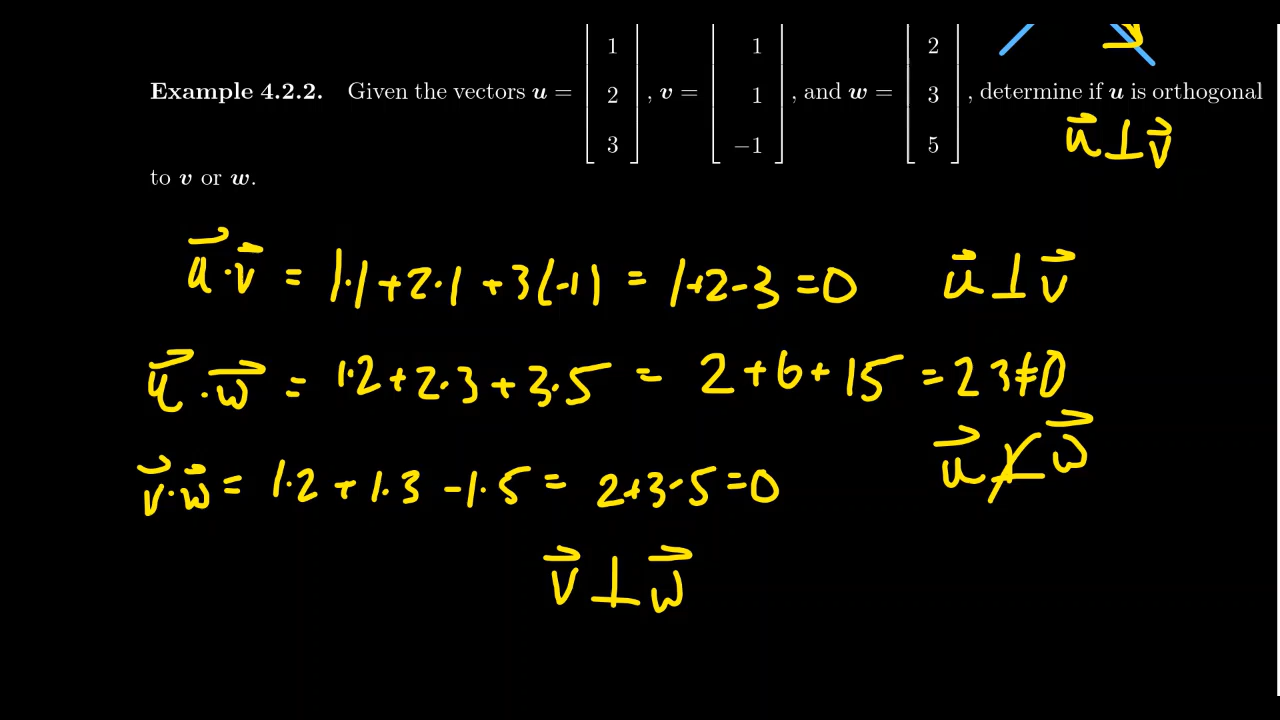 Example 4.2.2. Given the vectors u = [1 2 3], v = [1 1 −1], and w = [2 3 5], determine if u is orthogonal
u⃗ ⊥ v⃗
to v or w.
u⃗ · v⃗ = 1·1 + 2·1 + 3(-1) = 1+2-3 = 0 u⃗ ⊥ v⃗
u⃗ · w⃗ = 1·2 + 2·3 + 3·5 = 2 + 6 + 15 = 23 ≠ 0
u⃗ ⊥̸ w⃗
v⃗ · w⃗ = 1·2 + 1·3 - 1·5 = 2+3-5 = 0
v⃗ ⊥ w⃗